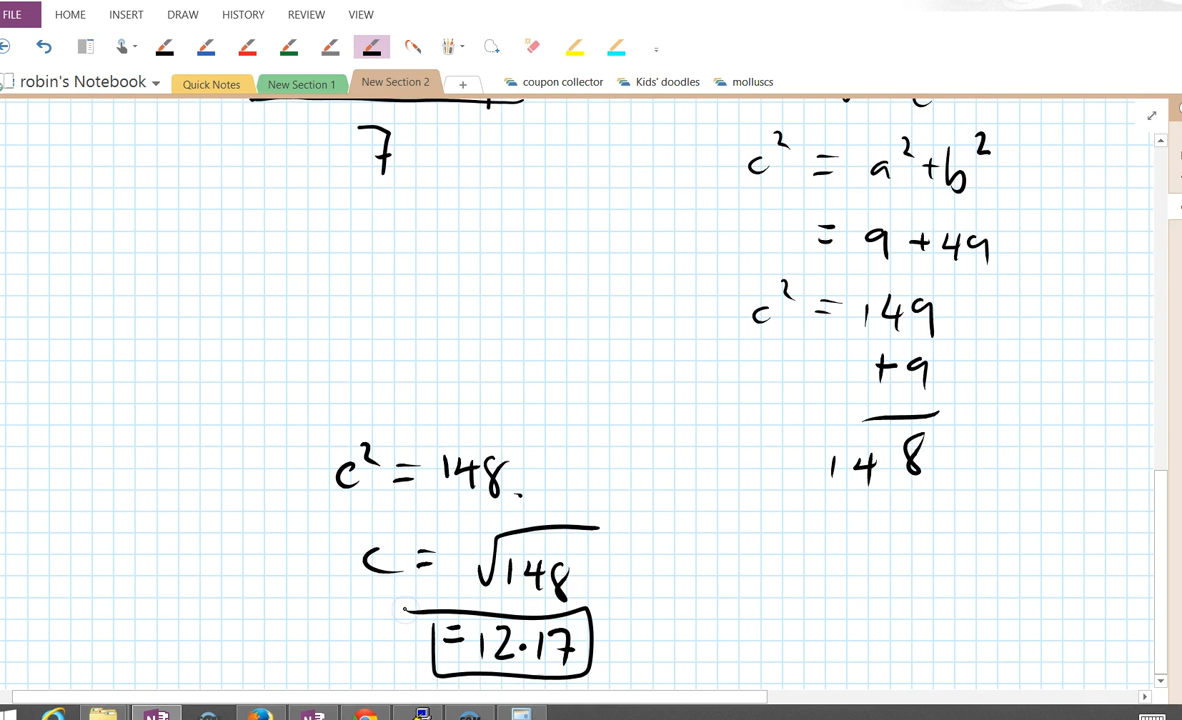 FILE HOME INSERT DRAW HISTORY REVIEW VIEW
robin's Notebook Quick Notes New Section 1 New Section 2 + coupon collector Kids' doodles molluscs
7
c² = a² + b²
= 9 + 49
c² = 149
+ 9
148
c² = 148.
c = √148
= 12.17